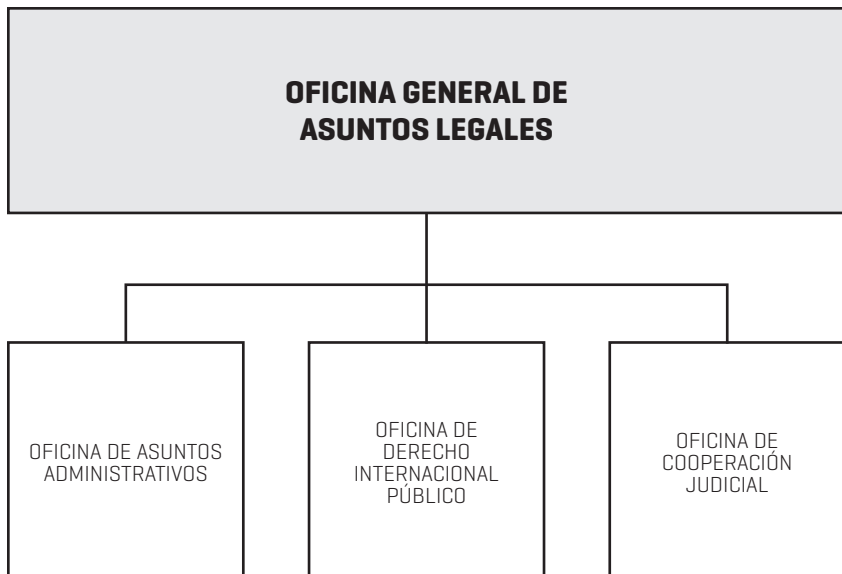 OFICINA GENERAL DE
ASUNTOS LEGALES
OFICINA DE ASUNTOS
ADMINISTRATIVOS
OFICINA DE
DERECHO
INTERNACIONAL
PÚBLICO
OFICINA DE
COOPERACIÓN
JUDICIAL